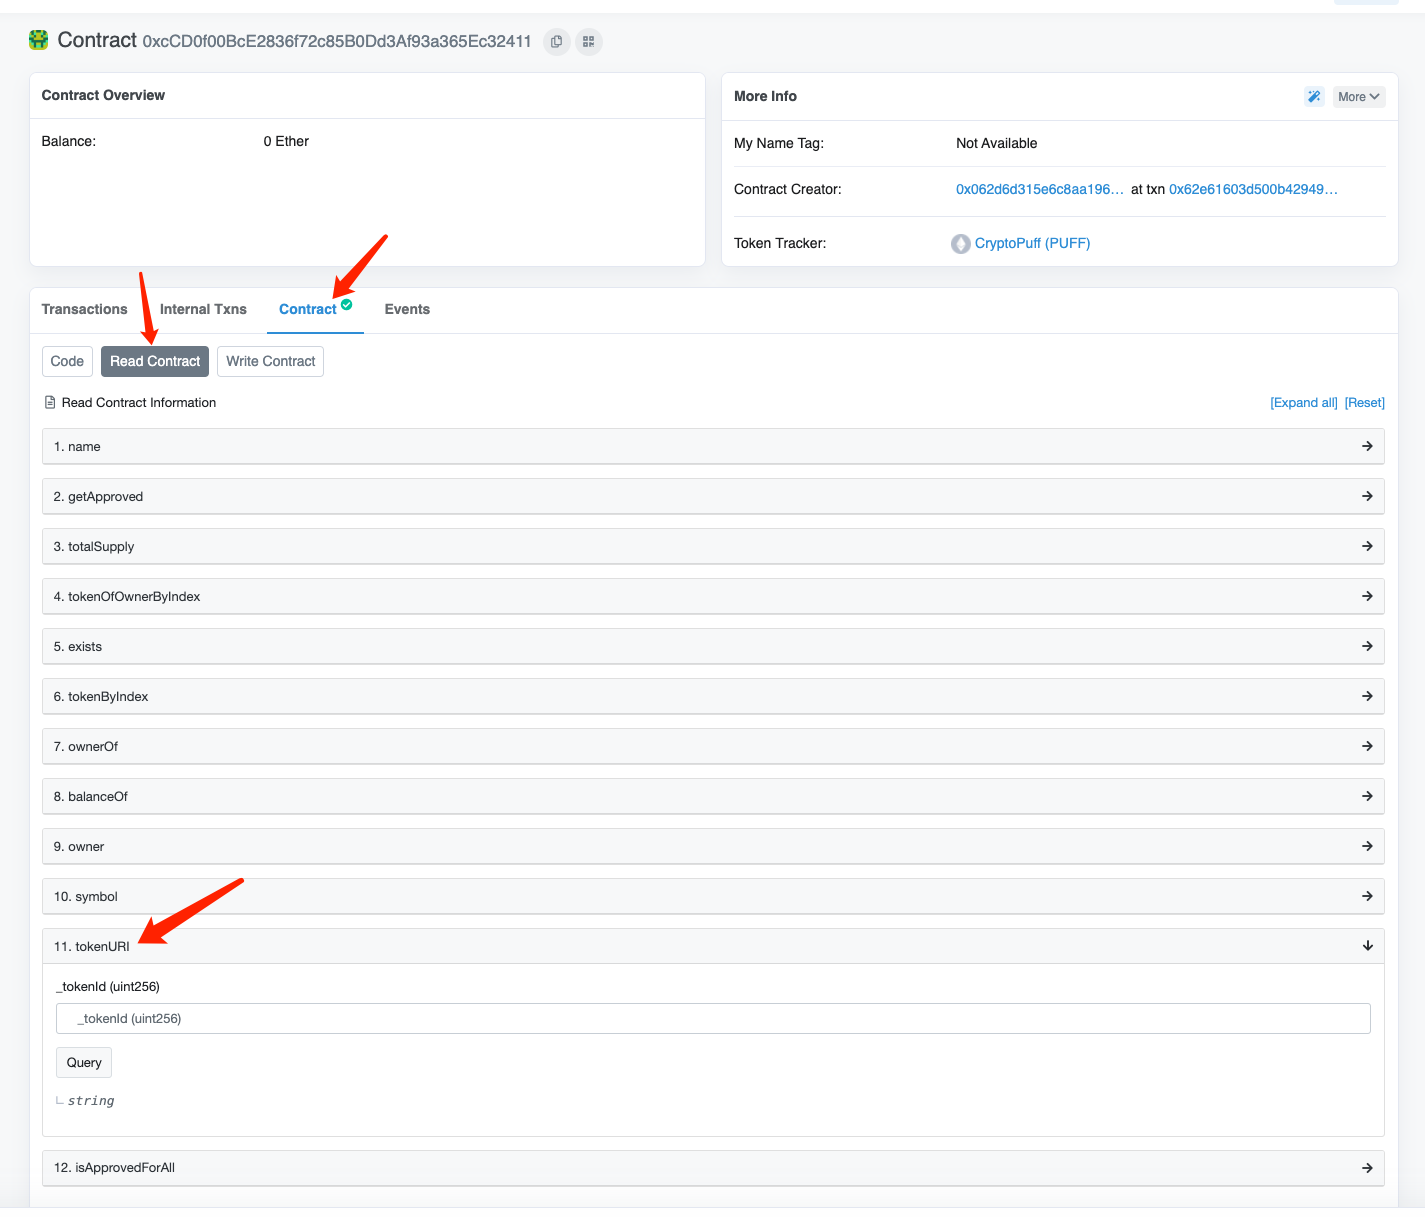 Contract 0xcCD0f00BcE2836f72c85B0Dd3Af93a365Ec32411
Contract Overview
Balance: 0 Ether
More Info
More
My Name Tag: Not Available
Contract Creator: 0x062d6d315e6c8aa196... at txn 0x62e61603d500b42949...
Token Tracker: CryptoPuff (PUFF)
Transactions Internal Txns Contract Events
Code Read Contract Write Contract
Read Contract Information [Expand all] [Reset]
1. name
2. getApproved
3. totalSupply
4. tokenOfOwnerByIndex
5. exists
6. tokenByIndex
7. ownerOf
8. balanceOf
9. owner
10. symbol
11. tokenURI
_tokenId (uint256)
_tokenId (uint256)
Query
string
12. isApprovedForAll